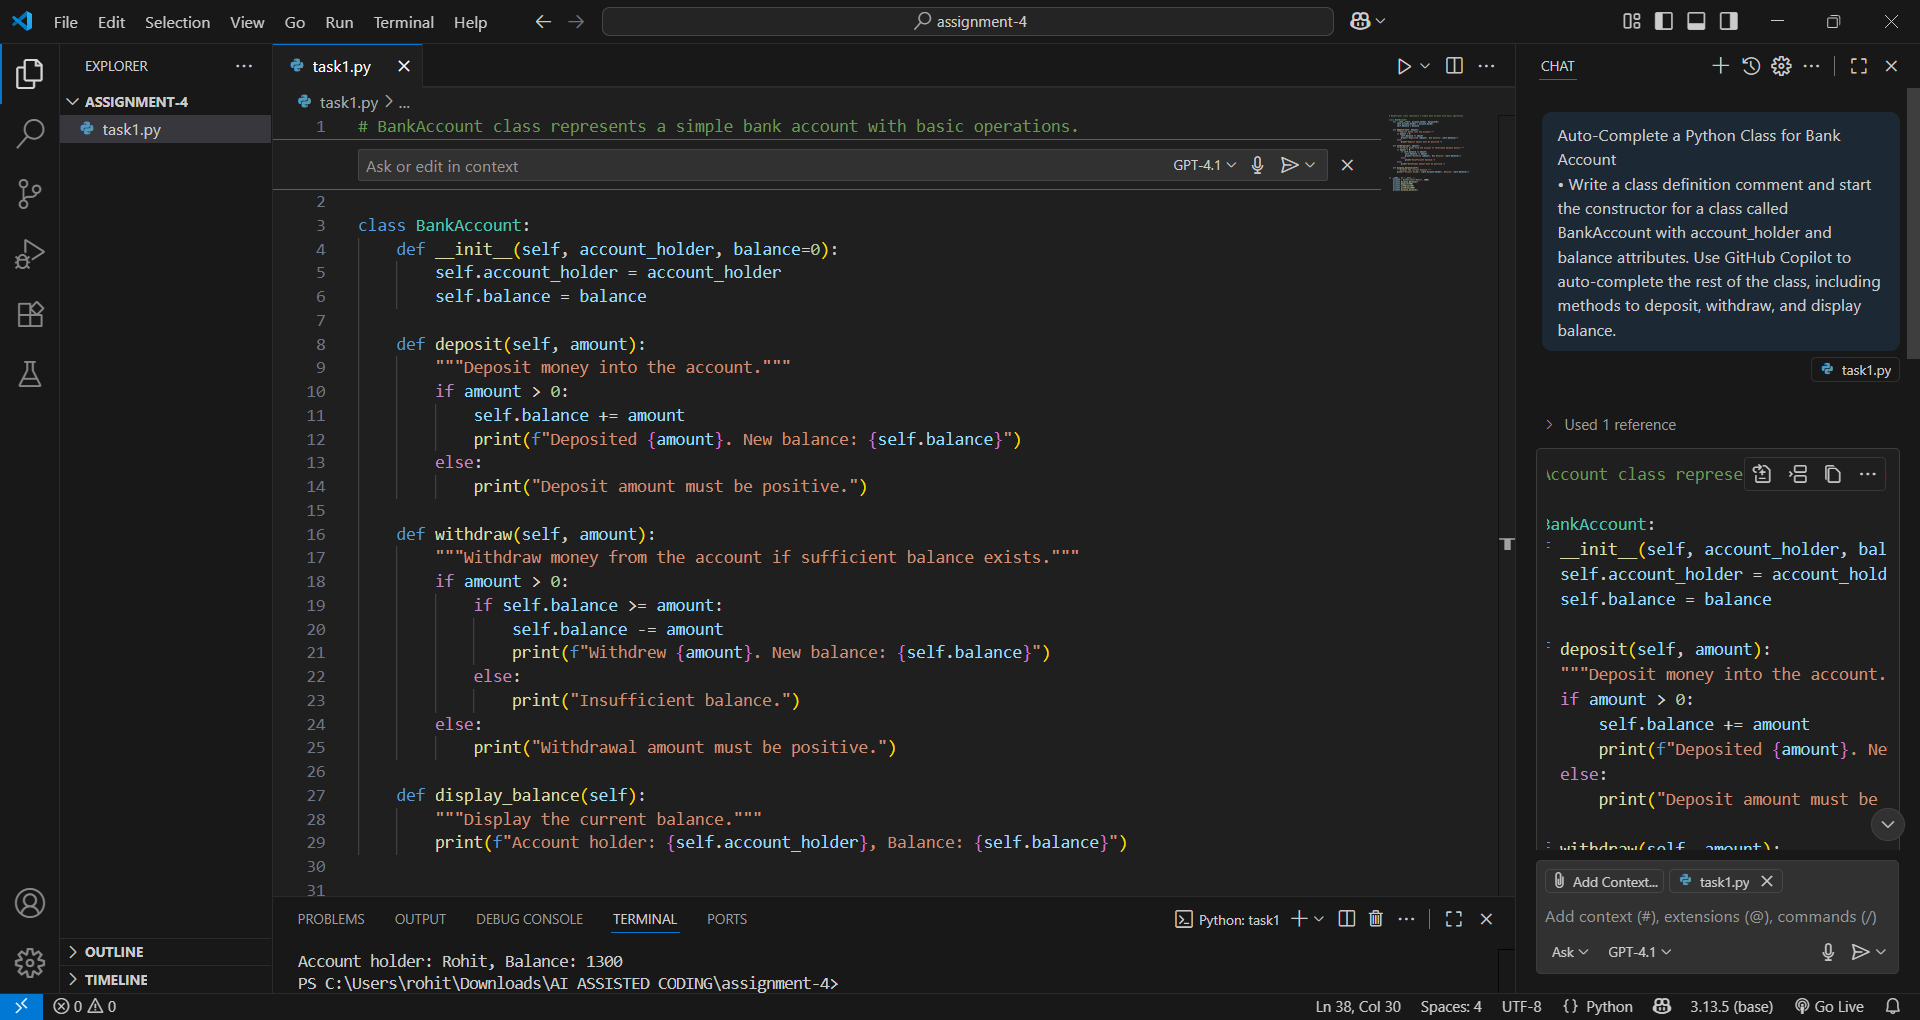 File Edit Selection View Go Run Terminal Help
assignment-4
EXPLORER
ASSIGNMENT-4
task1.py
OUTLINE
TIMELINE
task1.py
task1.py > ...
1 # BankAccount class represents a simple bank account with basic operations.
Ask or edit in context GPT-4.1
2
3 class BankAccount:
4 def __init__(self, account_holder, balance=0):
5 self.account_holder = account_holder
6 self.balance = balance
7
8 def deposit(self, amount):
9 """Deposit money into the account."""
10 if amount > 0:
11 self.balance += amount
12 print(f"Deposited {amount}. New balance: {self.balance}")
13 else:
14 print("Deposit amount must be positive.")
15
16 def withdraw(self, amount):
17 """Withdraw money from the account if sufficient balance exists."""
18 if amount > 0:
19 if self.balance >= amount:
20 self.balance -= amount
21 print(f"Withdrew {amount}. New balance: {self.balance}")
22 else:
23 print("Insufficient balance.")
24 else:
25 print("Withdrawal amount must be positive.")
26
27 def display_balance(self):
28 """Display the current balance."""
29 print(f"Account holder: {self.account_holder}, Balance: {self.balance}")
30
31
PROBLEMS OUTPUT DEBUG CONSOLE TERMINAL PORTS
Python: task1
Account holder: Rohit, Balance: 1300
PS C:\Users\rohit\Downloads\AI ASSISTED CODING\assignment-4>
CHAT
Auto-Complete a Python Class for Bank
Account
• Write a class definition comment and start
the constructor for a class called
BankAccount with account_holder and
balance attributes. Use GitHub Copilot to
auto-complete the rest of the class, including
methods to deposit, withdraw, and display
balance.
task1.py
Used 1 reference
Account class represe
BankAccount:
__init__(self, account_holder, bal
self.account_holder = account_hold
self.balance = balance
deposit(self, amount):
"""Deposit money into the account.
if amount > 0:
self.balance += amount
print(f"Deposited {amount}. Ne
else:
print("Deposit amount must be
withdraw(self, amount):
Add Context... task1.py
Add context (#), extensions (@), commands (/)
Ask GPT-4.1
0 0
Ln 38, Col 30 Spaces: 4 UTF-8 {} Python 3.13.5 (base) Go Live